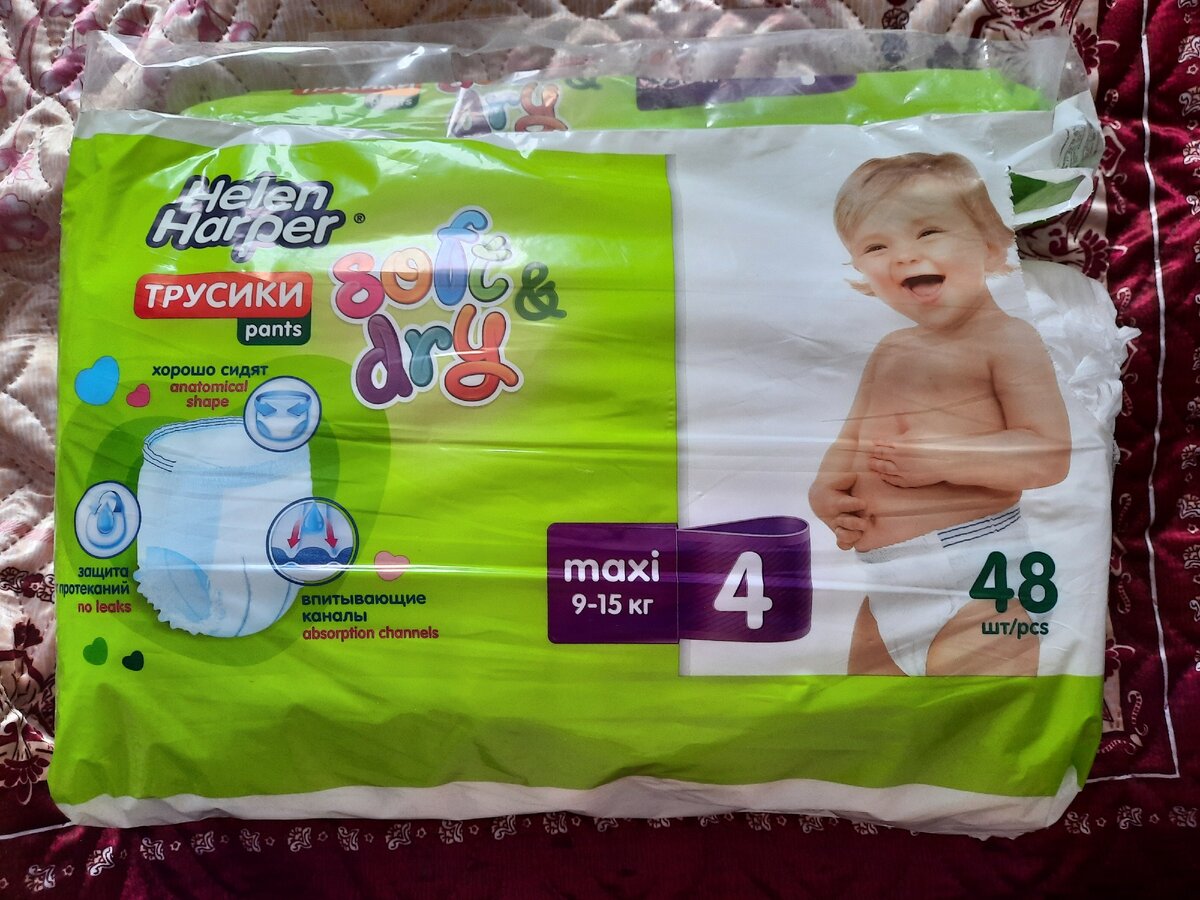 Helen
Harper®
ТРУСИКИ
pants
soft &
dry
хорошо сидят
anatomical
shape
защита
протеканий
no leaks
впитывающие
каналы
absorption channels
maxi
9-15 кг
4
48
шт/pcs
dry